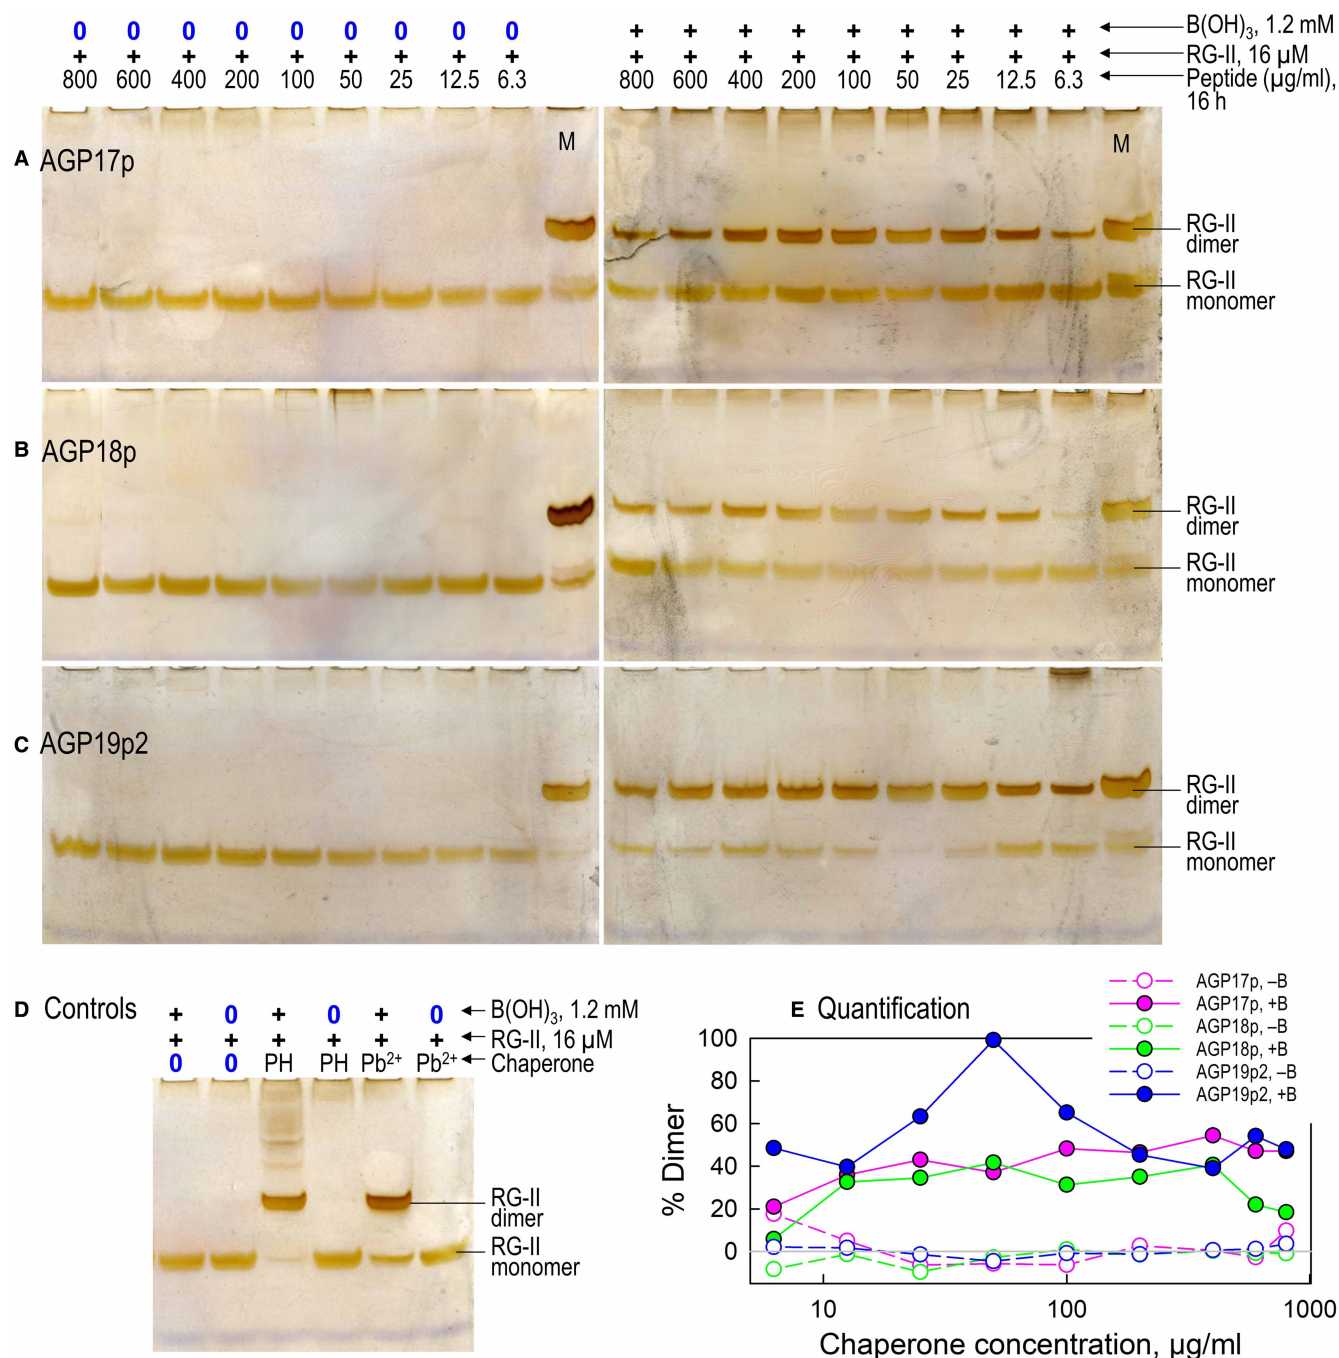 0 0 0 0 0 0 0 0 0 + + + + + + + + + B(OH)₃, 1.2 mM
+ + + + + + + + + + + + + + + + + + RG-II, 16 µM
800 600 400 200 100 50 25 12.5 6.3 800 600 400 200 100 50 25 12.5 6.3 Peptide (µg/ml),
16 h
A AGP17p
M M
RG-II
dimer
RG-II
monomer
B AGP18p
RG-II
dimer
RG-II
monomer
C AGP19p2
RG-II
dimer
RG-II
monomer
D Controls
+ 0 + 0 + 0 B(OH)₃, 1.2 mM
+ + + + + + RG-II, 16 µM
0 0 PH PH Pb²⁺ Pb²⁺ Chaperone
RG-II
dimer
RG-II
monomer
E Quantification
AGP17p, –B
AGP17p, +B
AGP18p, –B
AGP18p, +B
AGP19p2, –B
AGP19p2, +B
% Dimer
100
80
60
40
20
0
10 100 1000
Chaperone concentration, µg/ml